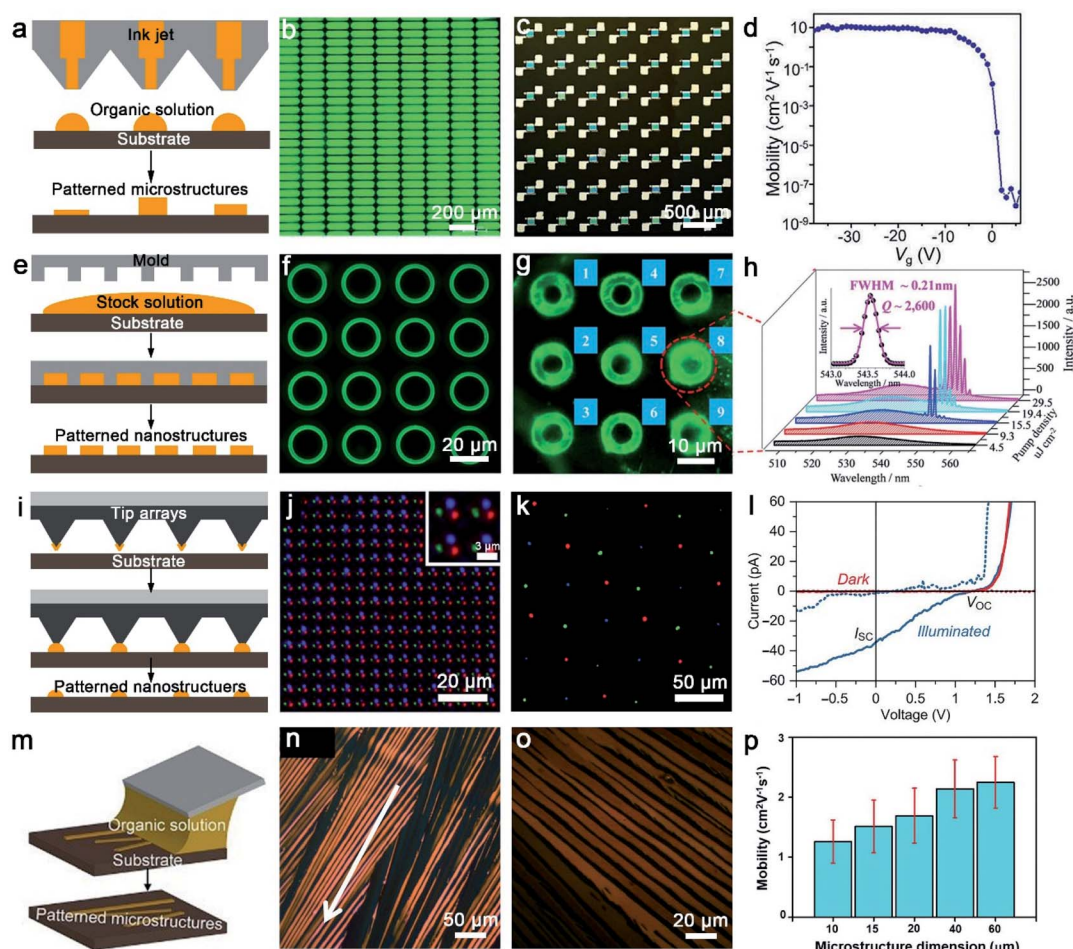 a
Ink jet
Organic solution
Substrate
Patterned microstructures
b
200 µm
c
500 µm
d
Mobility (cm² V⁻¹ s⁻¹)
10
10⁻¹
10⁻³
10⁻⁵
10⁻⁷
10⁻⁹
-30 -20 -10 0
Vg (V)
e
Mold
Stock solution
Substrate
Patterned nanostructures
f
20 µm
g
1 4 7
2 5 8
3 6 9
10 µm
h
FWHM ~ 0.21nm
Q ~ 2,600
Intensity / a.u.
543.0 543.5 544.0
Wavelength / nm
2500
2000
1500
1000
500
0
Intensity / a.u.
29.5
19.4
15.5
9.3
4.5
Pump density
uJ cm⁻²
510 520 530 540 550 560
Wavelength / nm
i
Tip arrays
Substrate
Patterned nanostuctuers
j
3 µm
20 µm
k
50 µm
l
Current (pA)
60
40
20
0
−20
−40
60
Dark
VOC
ISC
Illuminated
−1 −0.5 0 0.5 1 1.5 2
Voltage (V)
m
Organic solution
Substrate
Patterned microstructures
n
50 µm
o
20 µm
p
Mobility (cm²V⁻¹s⁻¹)
3
2
1
0
10 15 20 40 60
Microstructure dimension (µm)